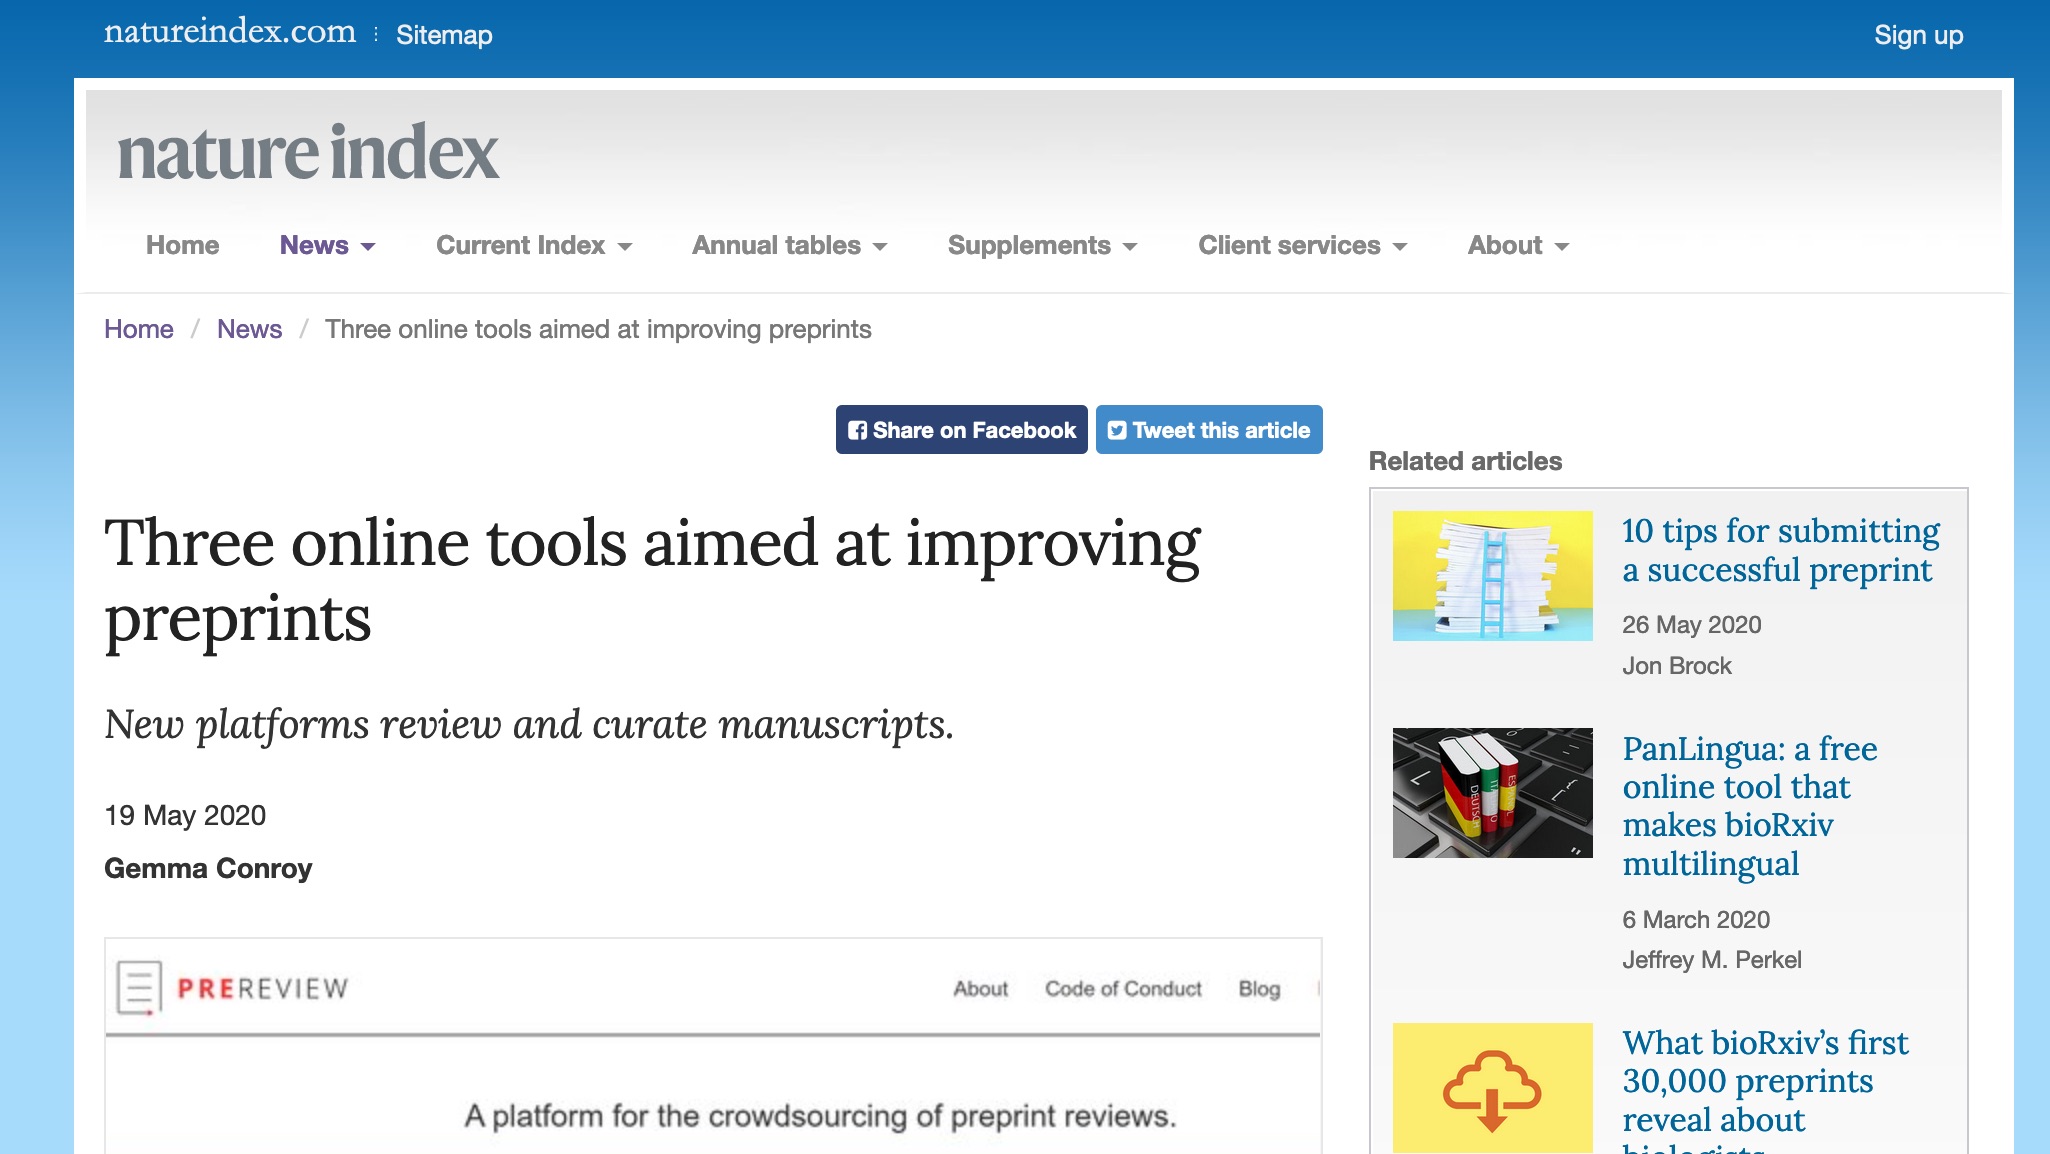 natureindex.com
Sitemap
Sign up
nature index
Home
News
Current Index
Annual tables
Supplements
Client services
About
Home / News / Three online tools aimed at improving preprints
Share on Facebook
Tweet this article
Three online tools aimed at improving
preprints
New platforms review and curate manuscripts.
19 May 2020
Gemma Conroy
PREREVIEW
About
Code of Conduct
Blog
A platform for the crowdsourcing of preprint reviews.
Related articles
10 tips for submitting
a successful preprint
26 May 2020
Jon Brock
DEUTSCH
ITALIANO
ESPAÑOL
PanLingua: a free
online tool that
makes bioRxiv
multilingual
6 March 2020
Jeffrey M. Perkel
What bioRxiv’s first
30,000 preprints
reveal about